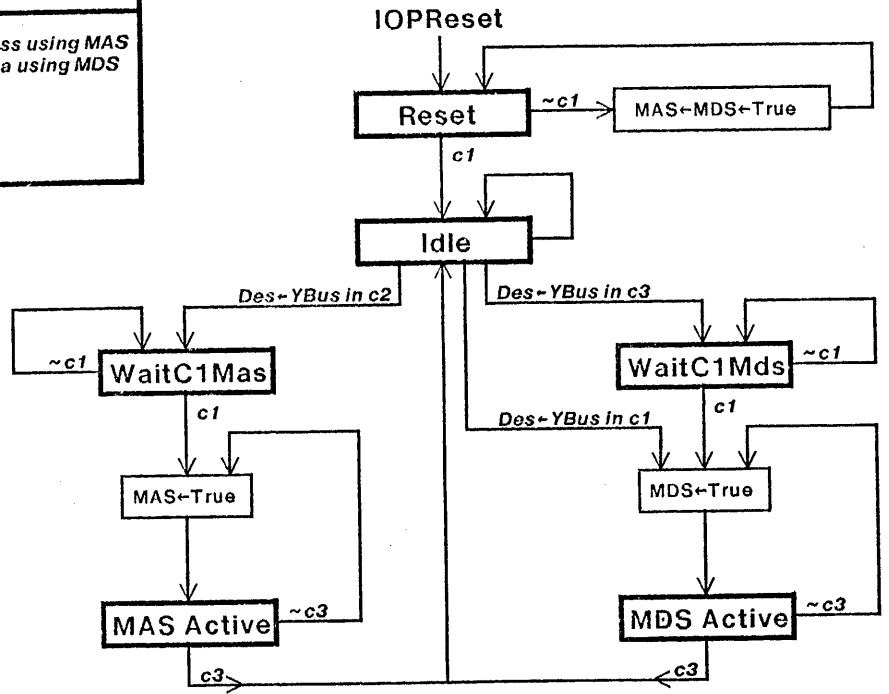 IOPReset
ss using MAS
a using MDS
Reset
~c1
MAS←MDS←True
c1
Idle
Des←YBus in c2
Des←YBus in c3
~c1
WaitC1Mas
WaitC1Mds
~c1
c1
c1
Des←YBus in c1
MAS←True
MDS←True
MAS Active
~c3
MDS Active
~c3
c3
c3